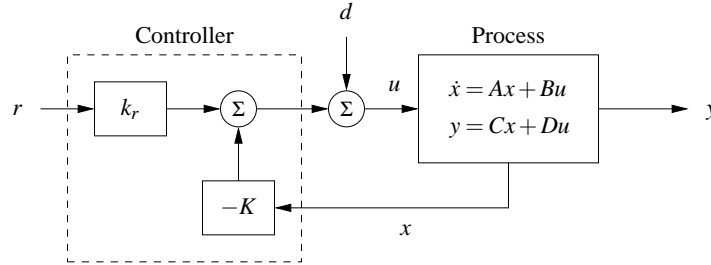 Controller
d
Process
r
k_r
Σ
Σ
u
ẋ = Ax + Bu
y = Cx + Du
y
−K
x